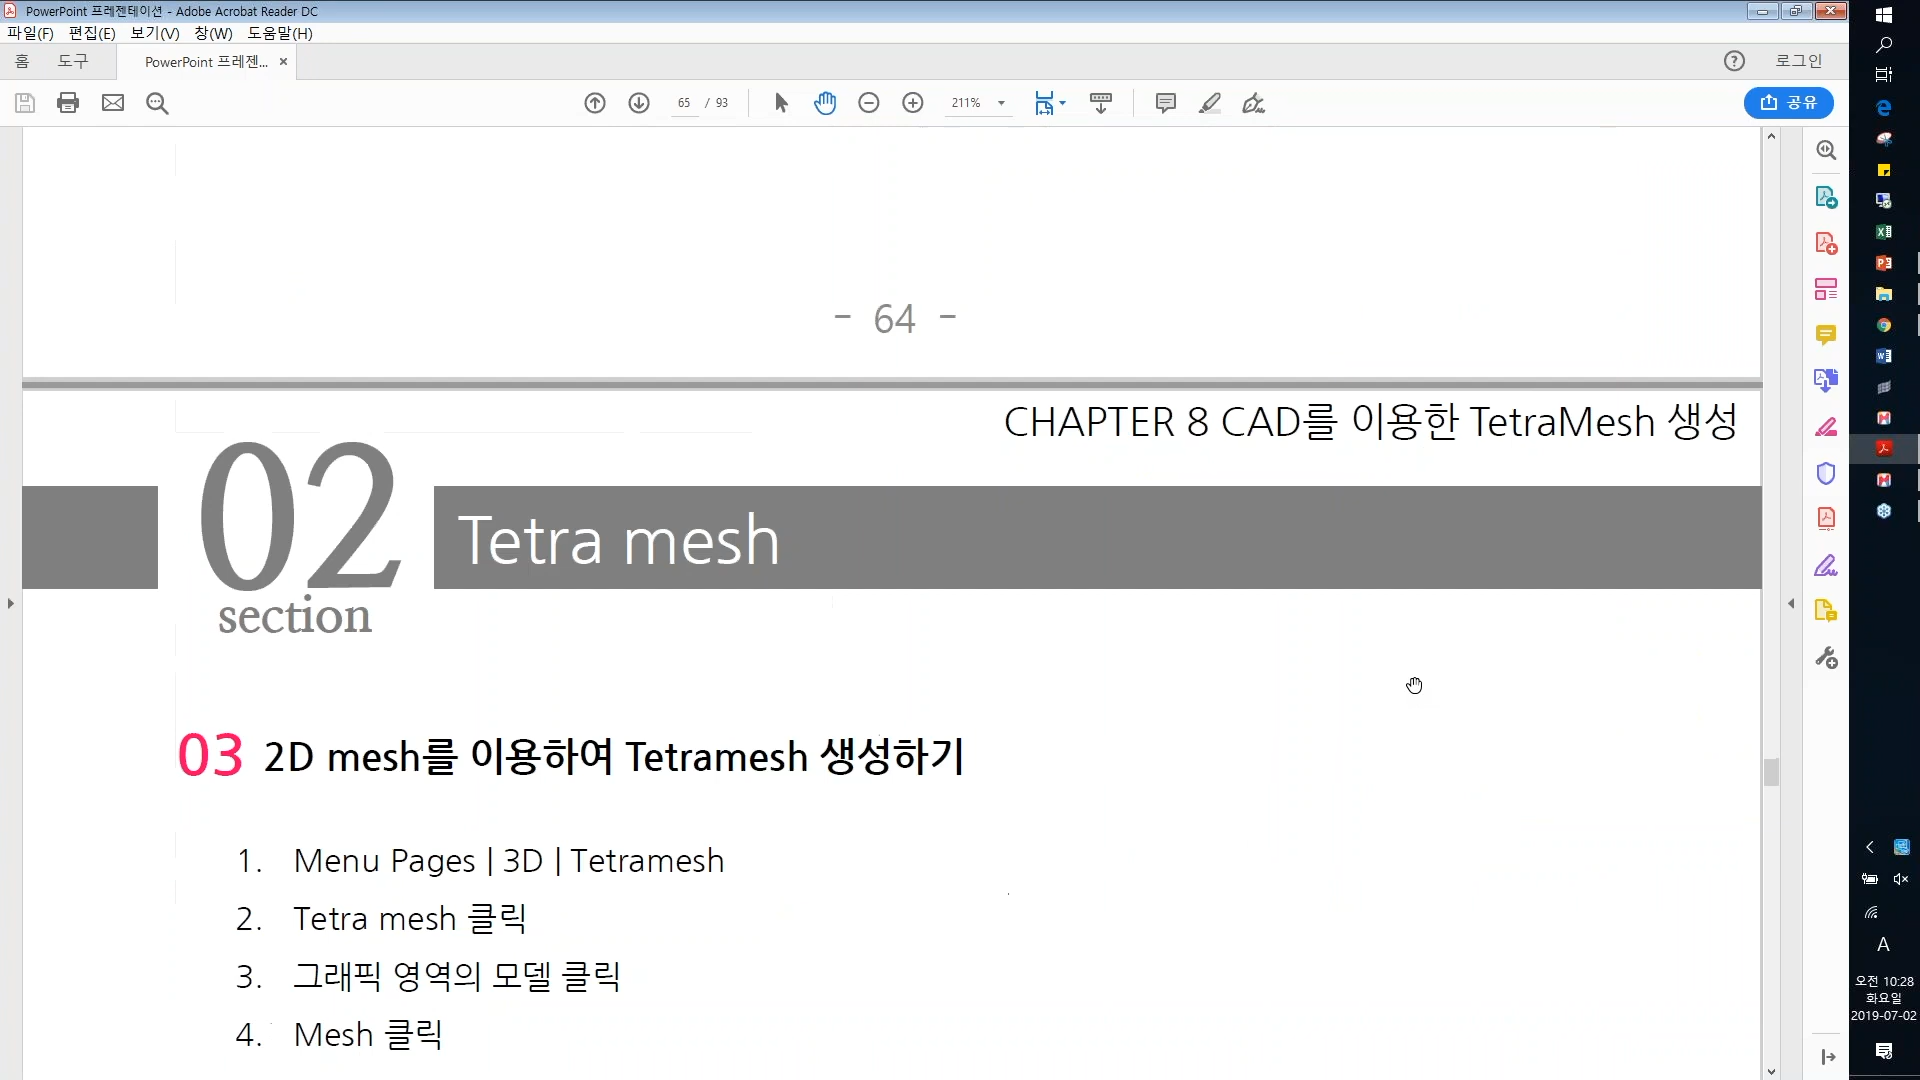 PowerPoint 프레젠테이션 - Adobe Acrobat Reader DC
파일(F) 편집(E) 보기(V) 창(W) 도움말(H)
홈 도구 PowerPoint 프레젠... × 로그인
65 / 93 211% 공유
- 64 -
CHAPTER 8 CAD를 이용한 TetraMesh 생성
02
section
Tetra mesh
03 2D mesh를 이용하여 Tetramesh 생성하기
1. Menu Pages | 3D | Tetramesh
2. Tetra mesh 클릭
3. 그래픽 영역의 모델 클릭
4. Mesh 클릭
A
오전 10:28
화요일
2019-07-02